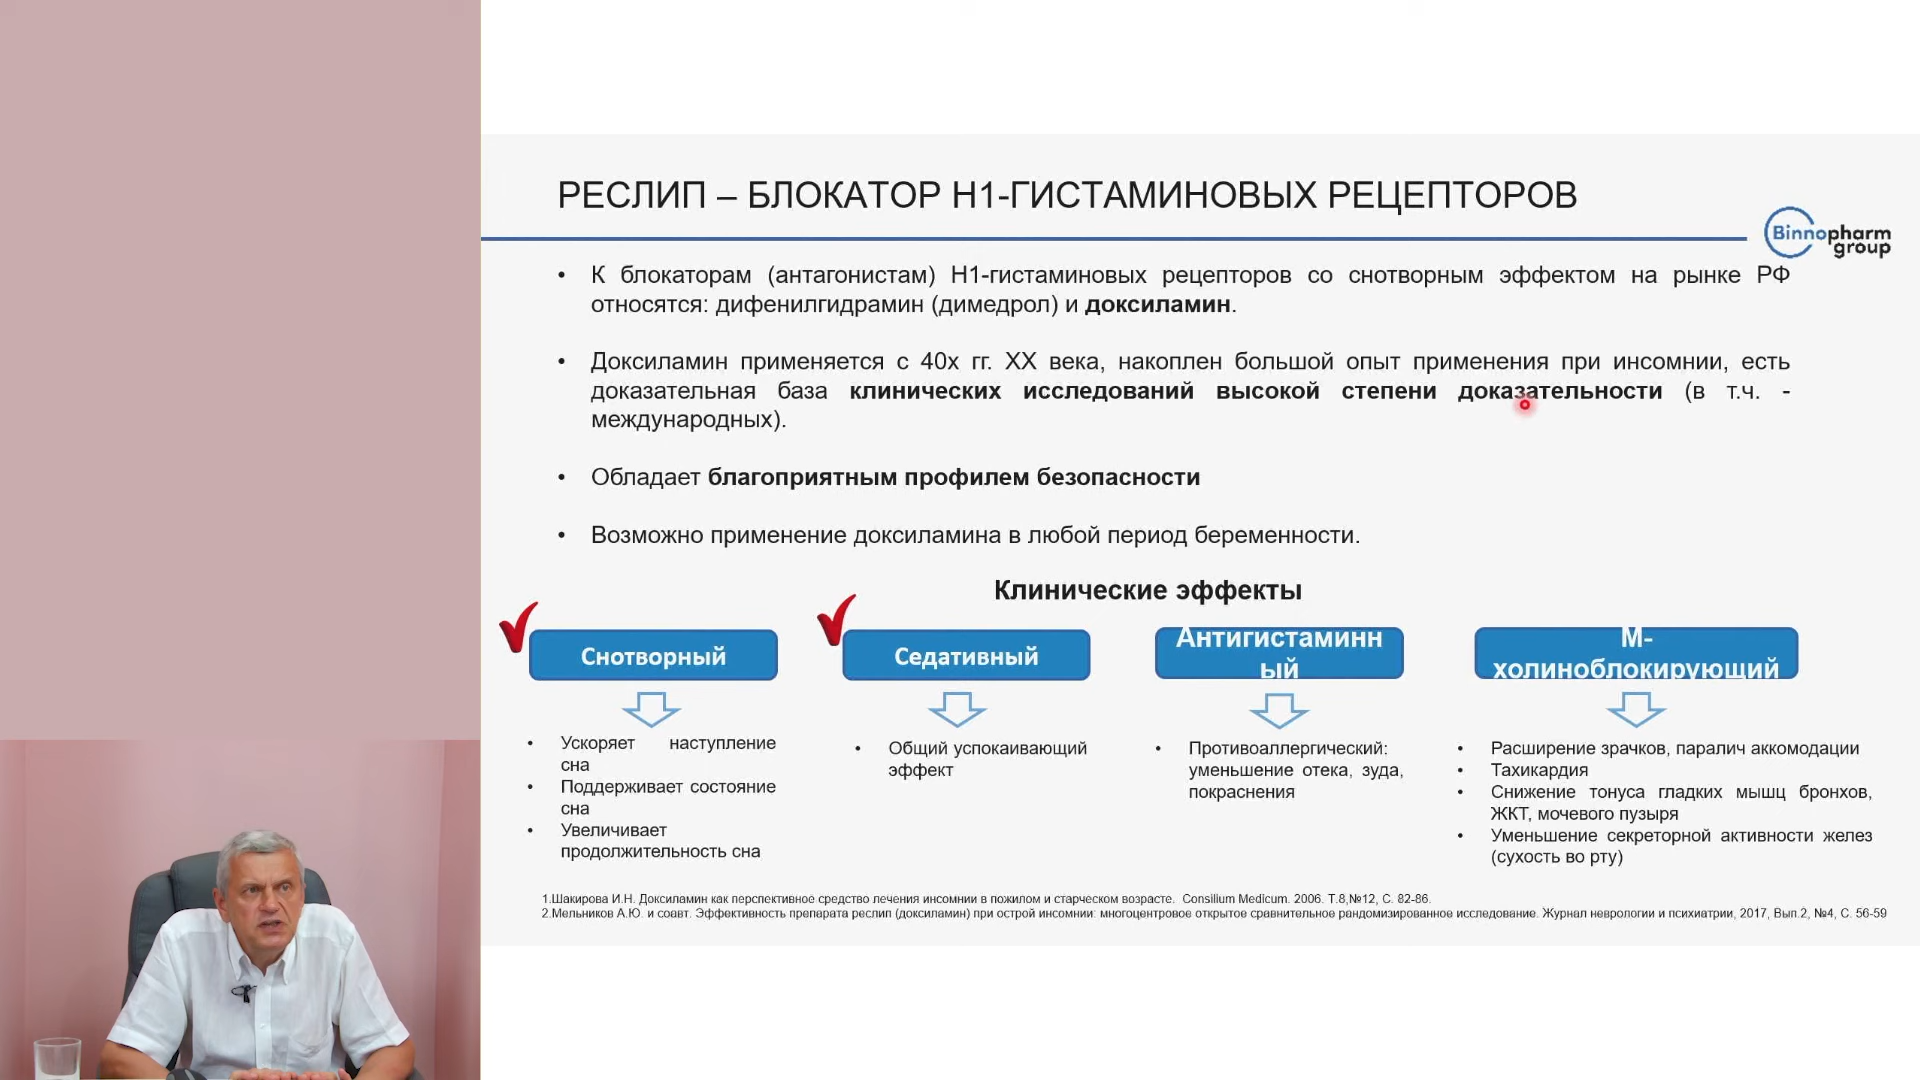 РЕСЛИП – БЛОКАТОР Н1-ГИСТАМИНОВЫХ РЕЦЕПТОРОВ
Binnopharm
group
• К блокаторам (антагонистам) Н1-гистаминовых рецепторов со снотворным эффектом на рынке РФ
относятся: дифенилгидрамин (димедрол) и доксиламин.
• Доксиламин применяется с 40х гг. ХХ века, накоплен большой опыт применения при инсомнии, есть
доказательная база клинических исследований высокой степени доказательности (в т.ч. -
международных).
• Обладает благоприятным профилем безопасности
• Возможно применение доксиламина в любой период беременности.
Клинические эффекты
Снотворный
• Ускоряет наступление
сна
• Поддерживает состояние
сна
• Увеличивает
продолжительность сна
Седативный
• Общий успокаивающий
эффект
Антигистаминн
ый
• Противоаллергический:
уменьшение отека, зуда,
покраснения
М-
холиноблокирующий
• Расширение зрачков, паралич аккомодации
• Тахикардия
• Снижение тонуса гладких мышц бронхов,
ЖКТ, мочевого пузыря
• Уменьшение секреторной активности желез
(сухость во рту)
1.Шакирова И.Н. Доксиламин как перспективное средство лечения инсомнии в пожилом и старческом возрасте. Consilium Medicum. 2006. Т.8,№12, С. 82-86.
2.Мельников А.Ю. и соавт. Эффективность препарата реслип (доксиламин) при острой инсомнии: многоцентровое открытое сравнительное рандомизированное исследование. Журнал неврологии и психиатрии, 2017, Вып.2, №4, С. 56-59